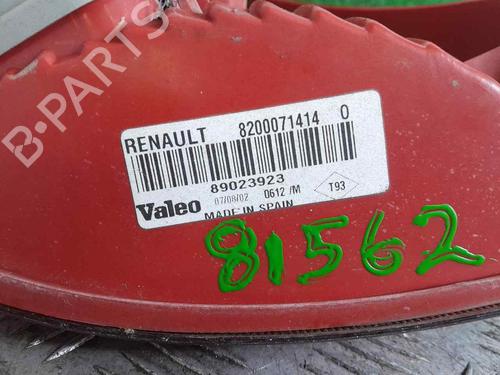 B-PARTS
RENAULT 8200071414 0
89023923
Valeo 07/08/02 0612 /M T93
MADE IN SPAIN
81562